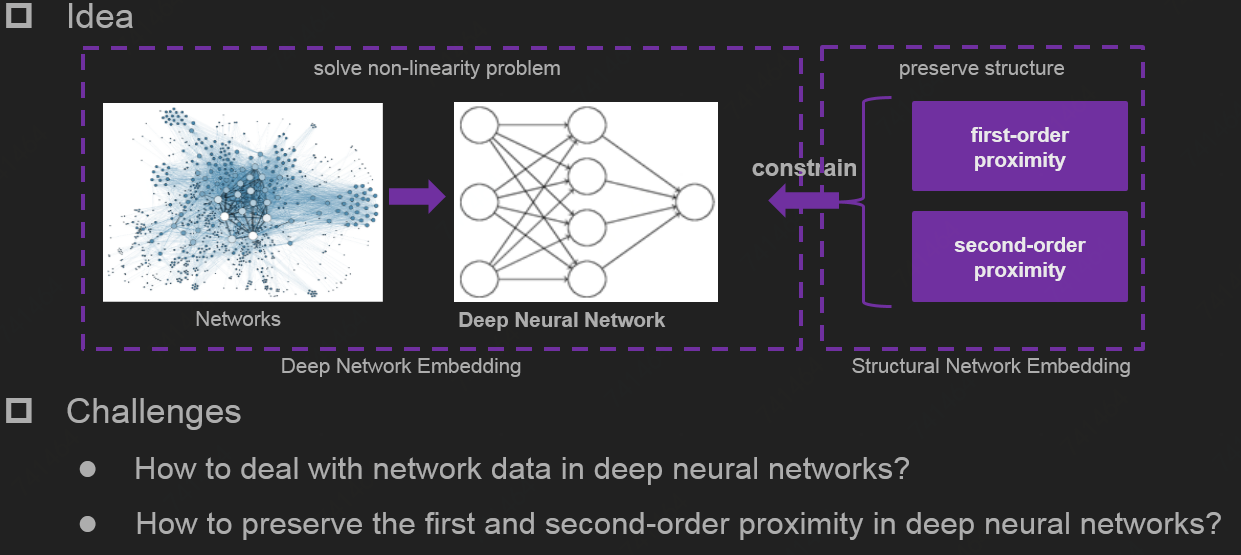 Idea
solve non-linearity problem
preserve structure
first-order
proximity
constrain
second-order
proximity
Networks
Deep Neural Network
Deep Network Embedding
Structural Network Embedding
Challenges
How to deal with network data in deep neural networks?
How to preserve the first and second-order proximity in deep neural networks?